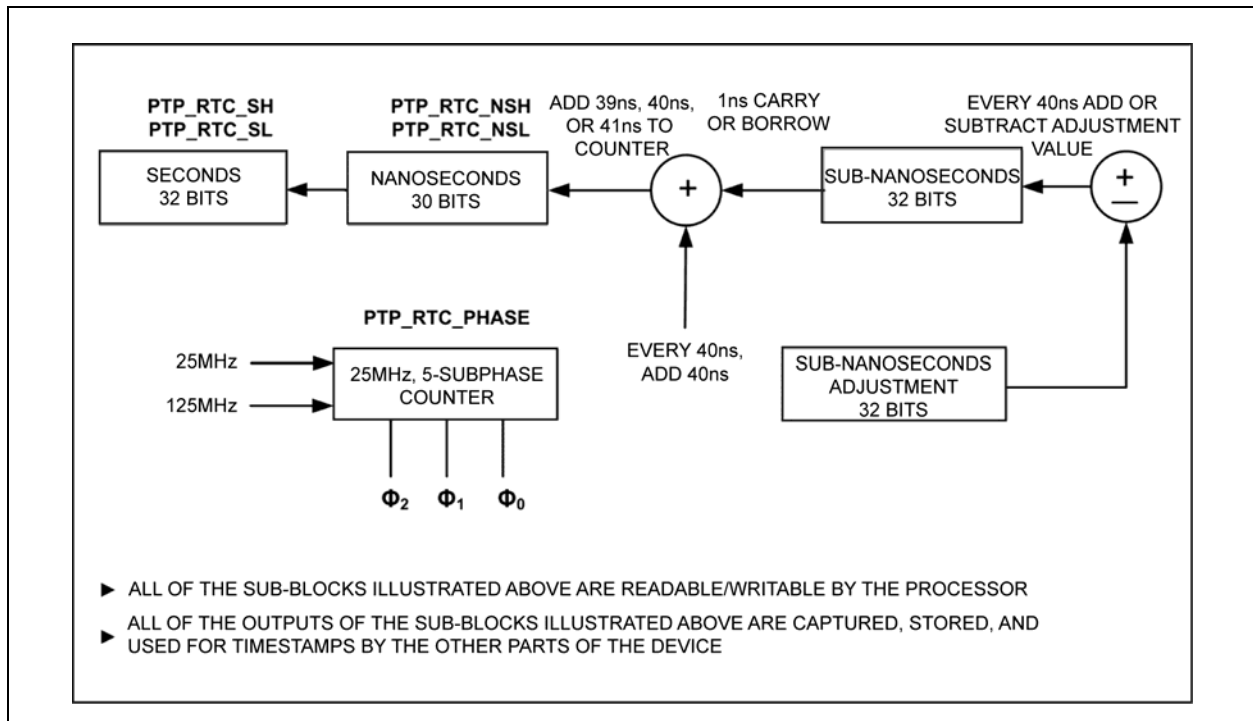 PTP_RTC_SH
PTP_RTC_SL
SECONDS
32 BITS
PTP_RTC_NSH
PTP_RTC_NSL
NANOSECONDS
30 BITS
ADD 39ns, 40ns,
OR 41ns TO
COUNTER
+
1ns CARRY
OR BORROW
SUB-NANOSECONDS
32 BITS
EVERY 40ns ADD OR
SUBTRACT ADJUSTMENT
VALUE
+
–
PTP_RTC_PHASE
25MHz
125MHz
25MHz, 5-SUBPHASE
COUNTER
Φ2 Φ1 Φ0
EVERY 40ns,
ADD 40ns
SUB-NANOSECONDS
ADJUSTMENT
32 BITS
► ALL OF THE SUB-BLOCKS ILLUSTRATED ABOVE ARE READABLE/WRITABLE BY THE PROCESSOR
► ALL OF THE OUTPUTS OF THE SUB-BLOCKS ILLUSTRATED ABOVE ARE CAPTURED, STORED, AND
USED FOR TIMESTAMPS BY THE OTHER PARTS OF THE DEVICE